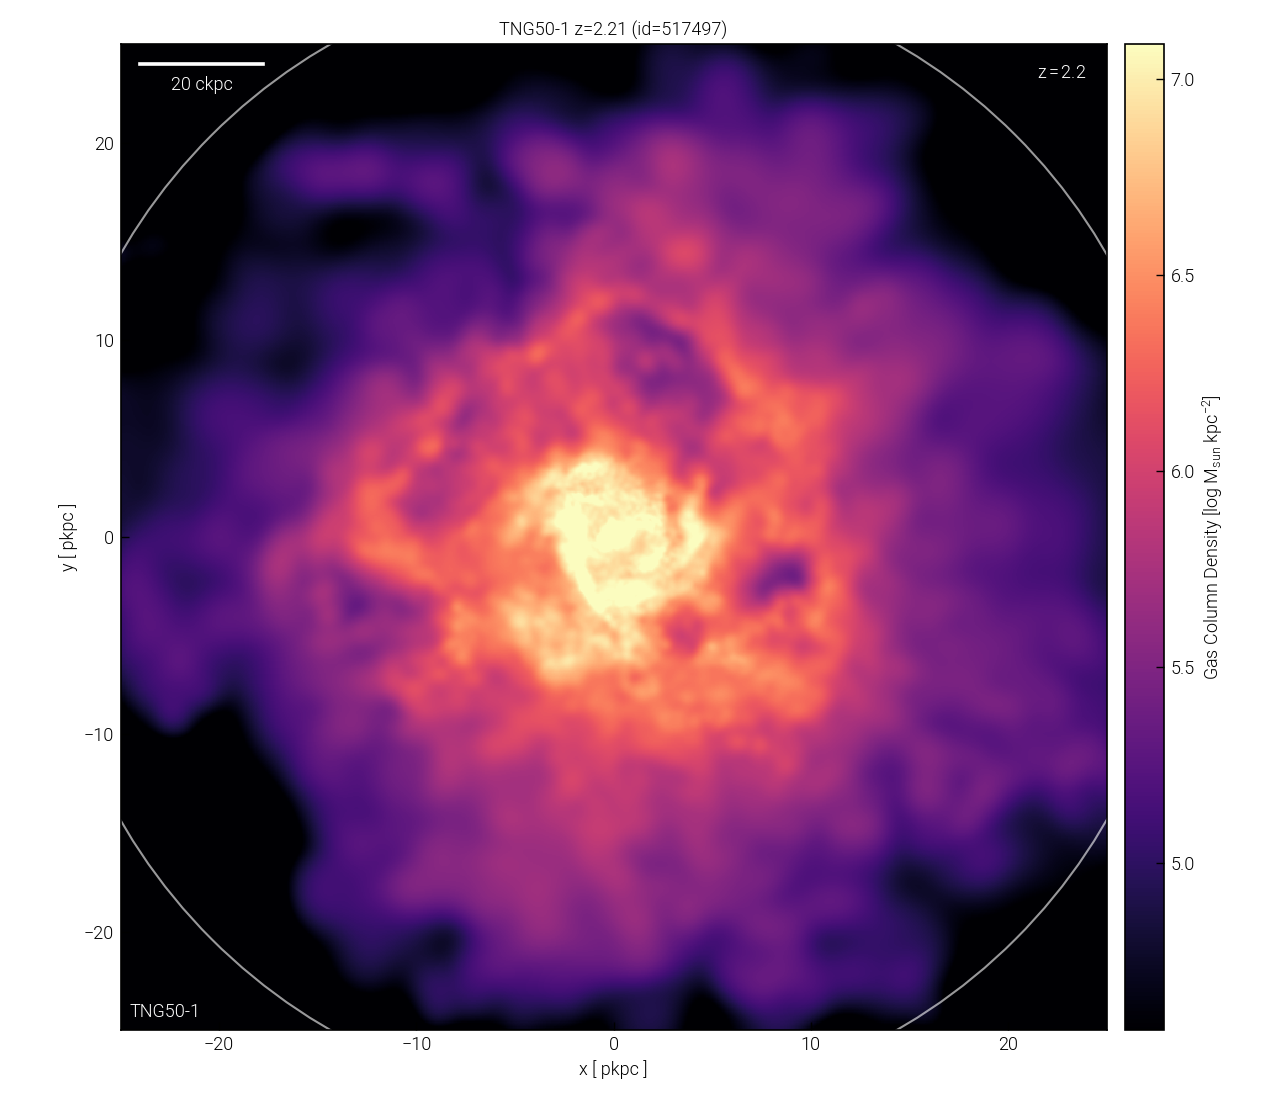 TNG50-1 z=2.21 (id=517497)
20 ckpc
z=2.2
TNG50-1
20
10
0
−10
−20
y [ pkpc ]
−20
−10
0
10
20
x [ pkpc ]
7.0
6.5
6.0
5.5
5.0
Gas Column Density [log M_sun kpc^−2]